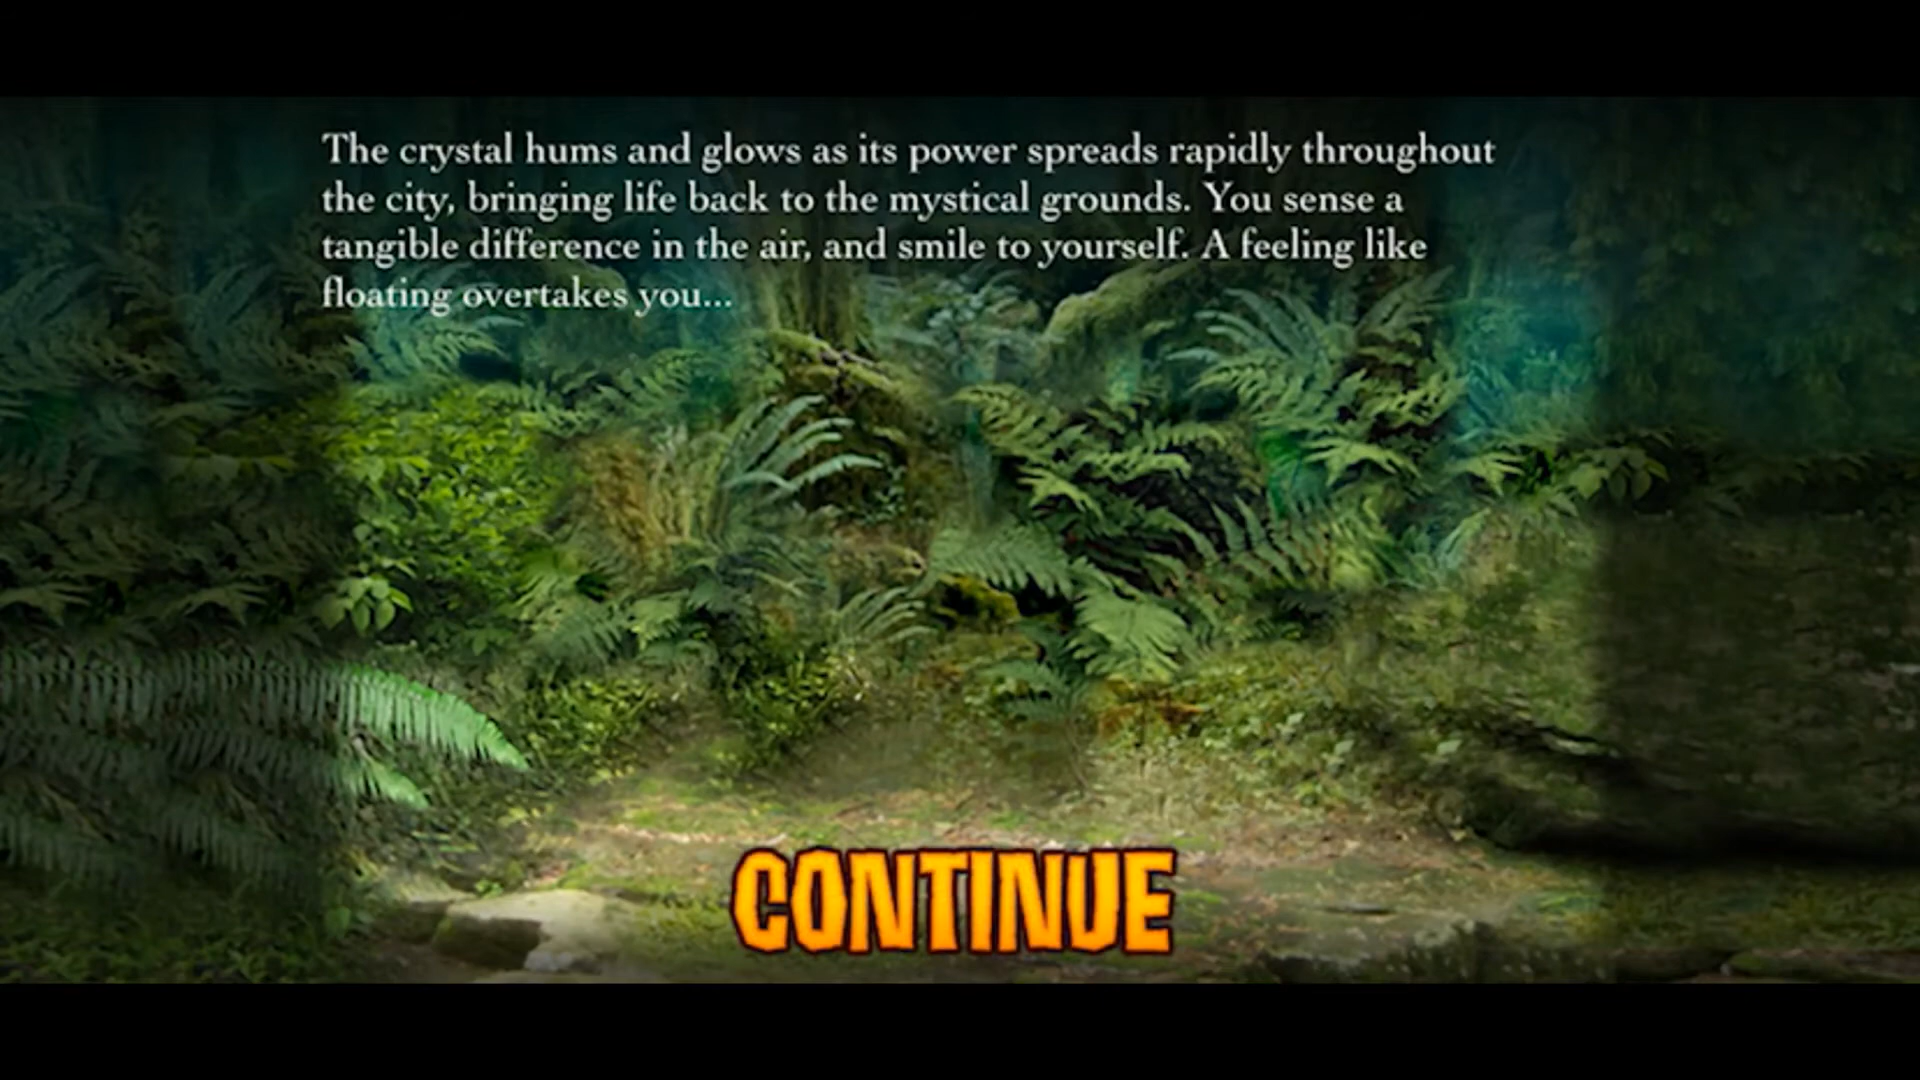 The crystal hums and glows as its power spreads rapidly throughout
the city, bringing life back to the mystical grounds. You sense a
tangible difference in the air, and smile to yourself. A feeling like
floating overtakes you...
CONTINUE